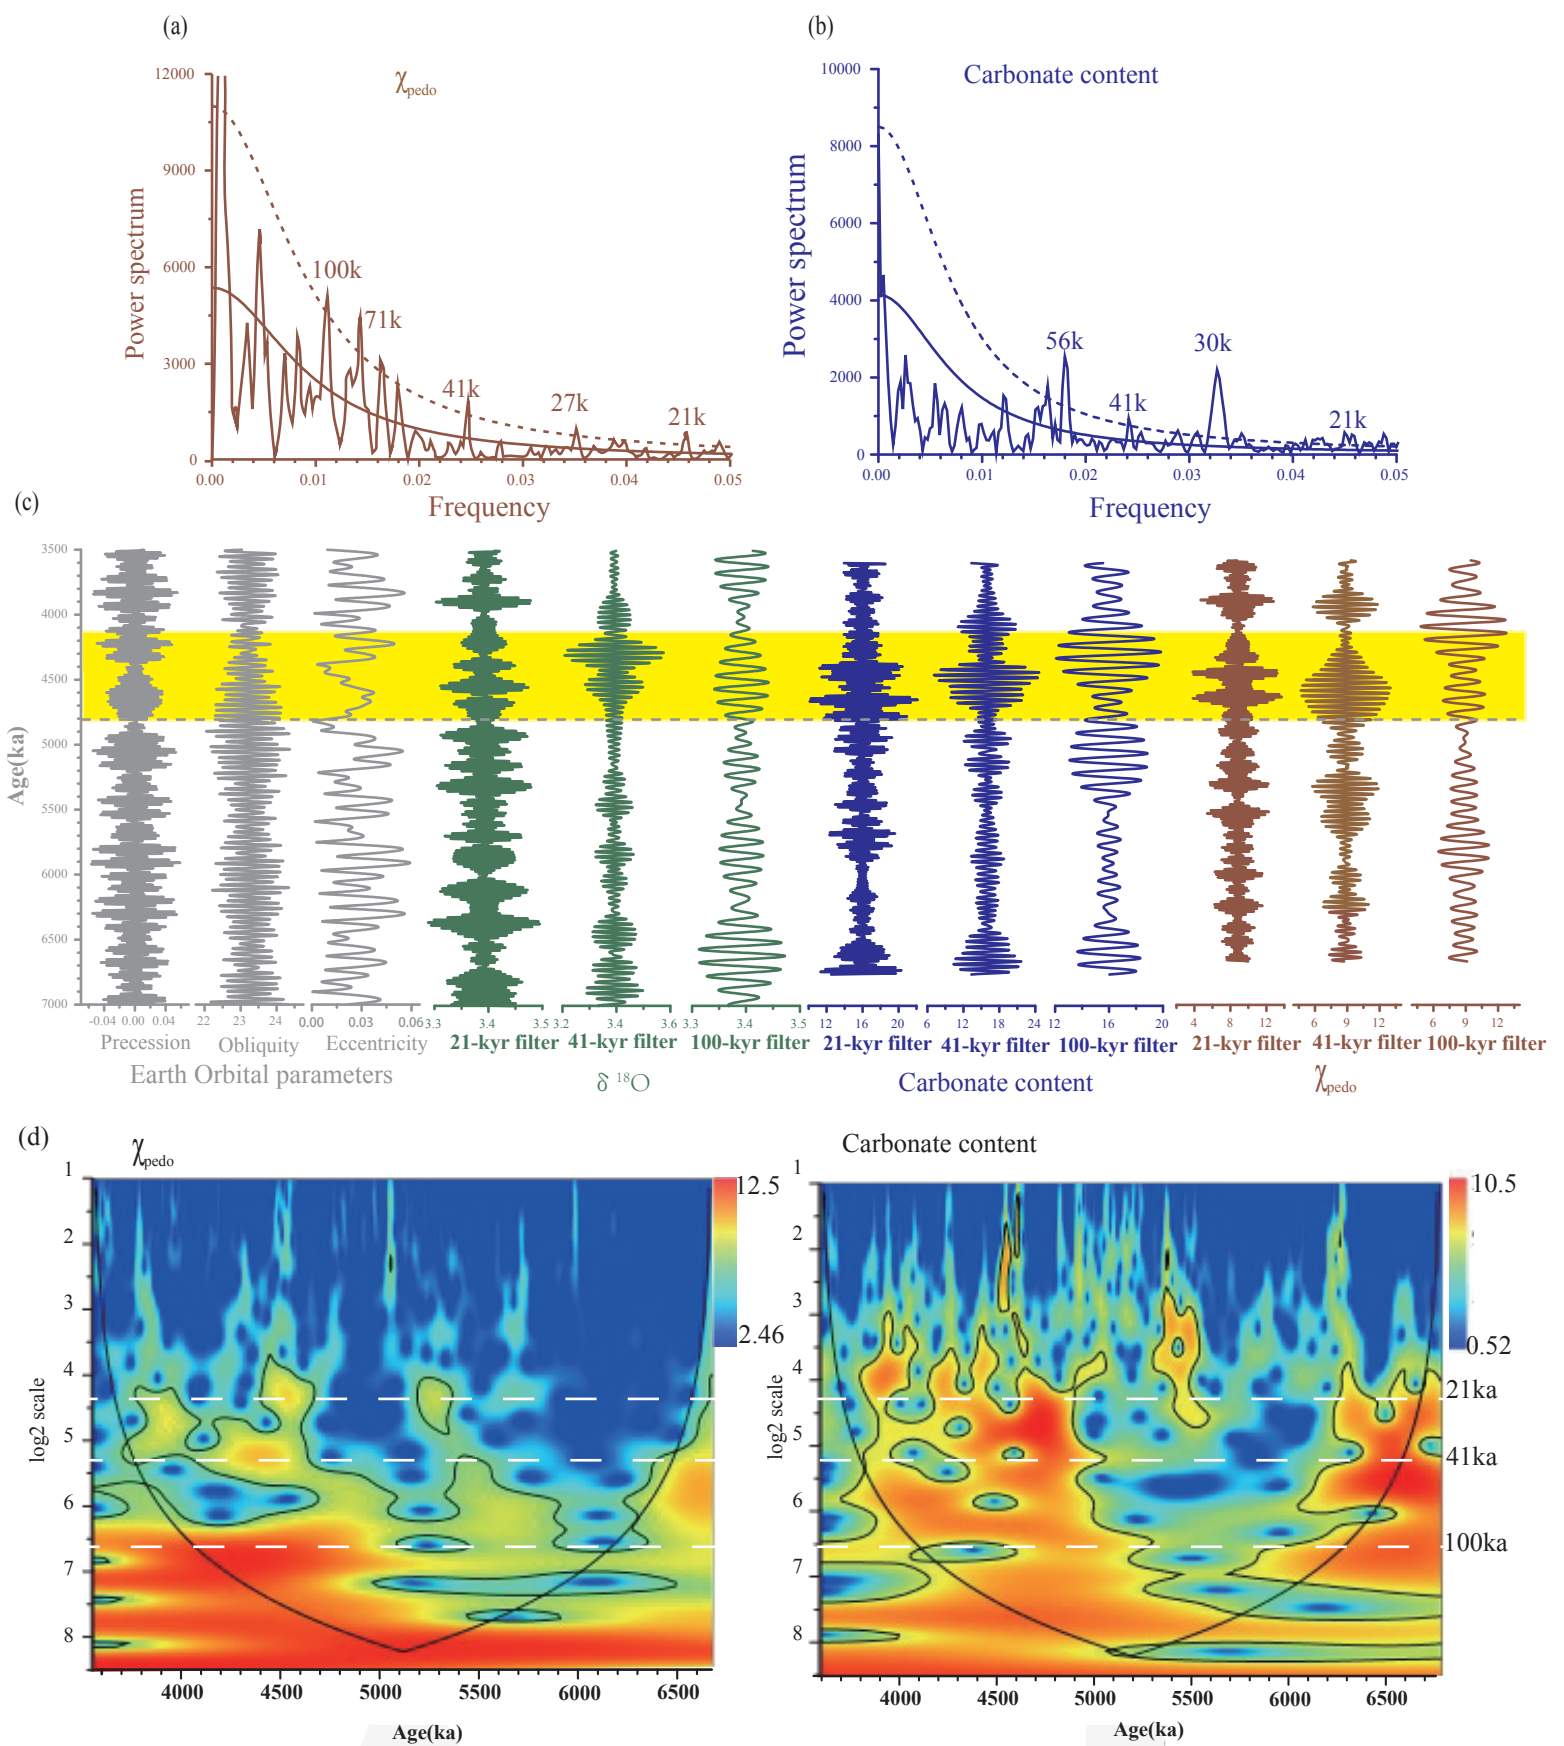 (a)
χpedo
12000
9000
6000
3000
0
Power spectrum
100k
71k
41k
27k
21k
0.00 0.01 0.02 0.03 0.04 0.05
Frequency
(b)
Carbonate content
10000
8000
6000
4000
2000
0
Power spectrum
56k
30k
41k
21k
0.00 0.01 0.02 0.03 0.04 0.05
Frequency
(c)
3500
4000
4500
5000
5500
6000
6500
7000
Age(ka)
-0.04 0.00 0.04 22 23 24 0.00 0.03 0.06 3.3 3.4 3.5 3.2 3.4 3.6 3.3 3.4 3.5 12 16 20 6 12 18 24 12 16 20 4 8 12 6 9 12 6 9 12
Precession Obliquity Eccentricity 21-kyr filter 41-kyr filter 100-kyr filter 21-kyr filter 41-kyr filter 100-kyr filter 21-kyr filter 41-kyr filter 100-kyr filter
Earth Orbital parameters δ 18O Carbonate content χpedo
(d)
χpedo
1
2
3
4
5
6
7
8
log2 scale
12.5
2.46
4000 4500 5000 5500 6000 6500
Age(ka)
Carbonate content
1
2
3
4
5
6
7
8
log2 scale
10.5
0.52
21ka
41ka
100ka
4000 4500 5000 5500 6000 6500
Age(ka)